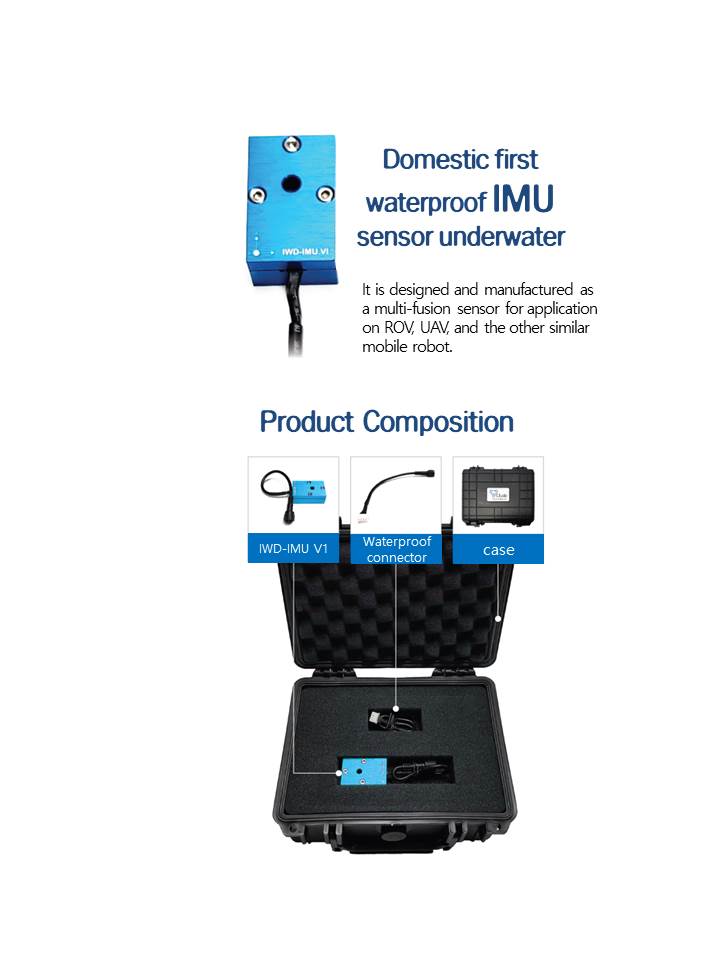 Domestic first
waterproof IMU
sensor underwater
IWD-IMU.V1
It is designed and manufactured as
a multi-fusion sensor for application
on ROV, UAV, and the other similar
mobile robot.
Product Composition
IWD-IMU V1
Waterproof
connector
case